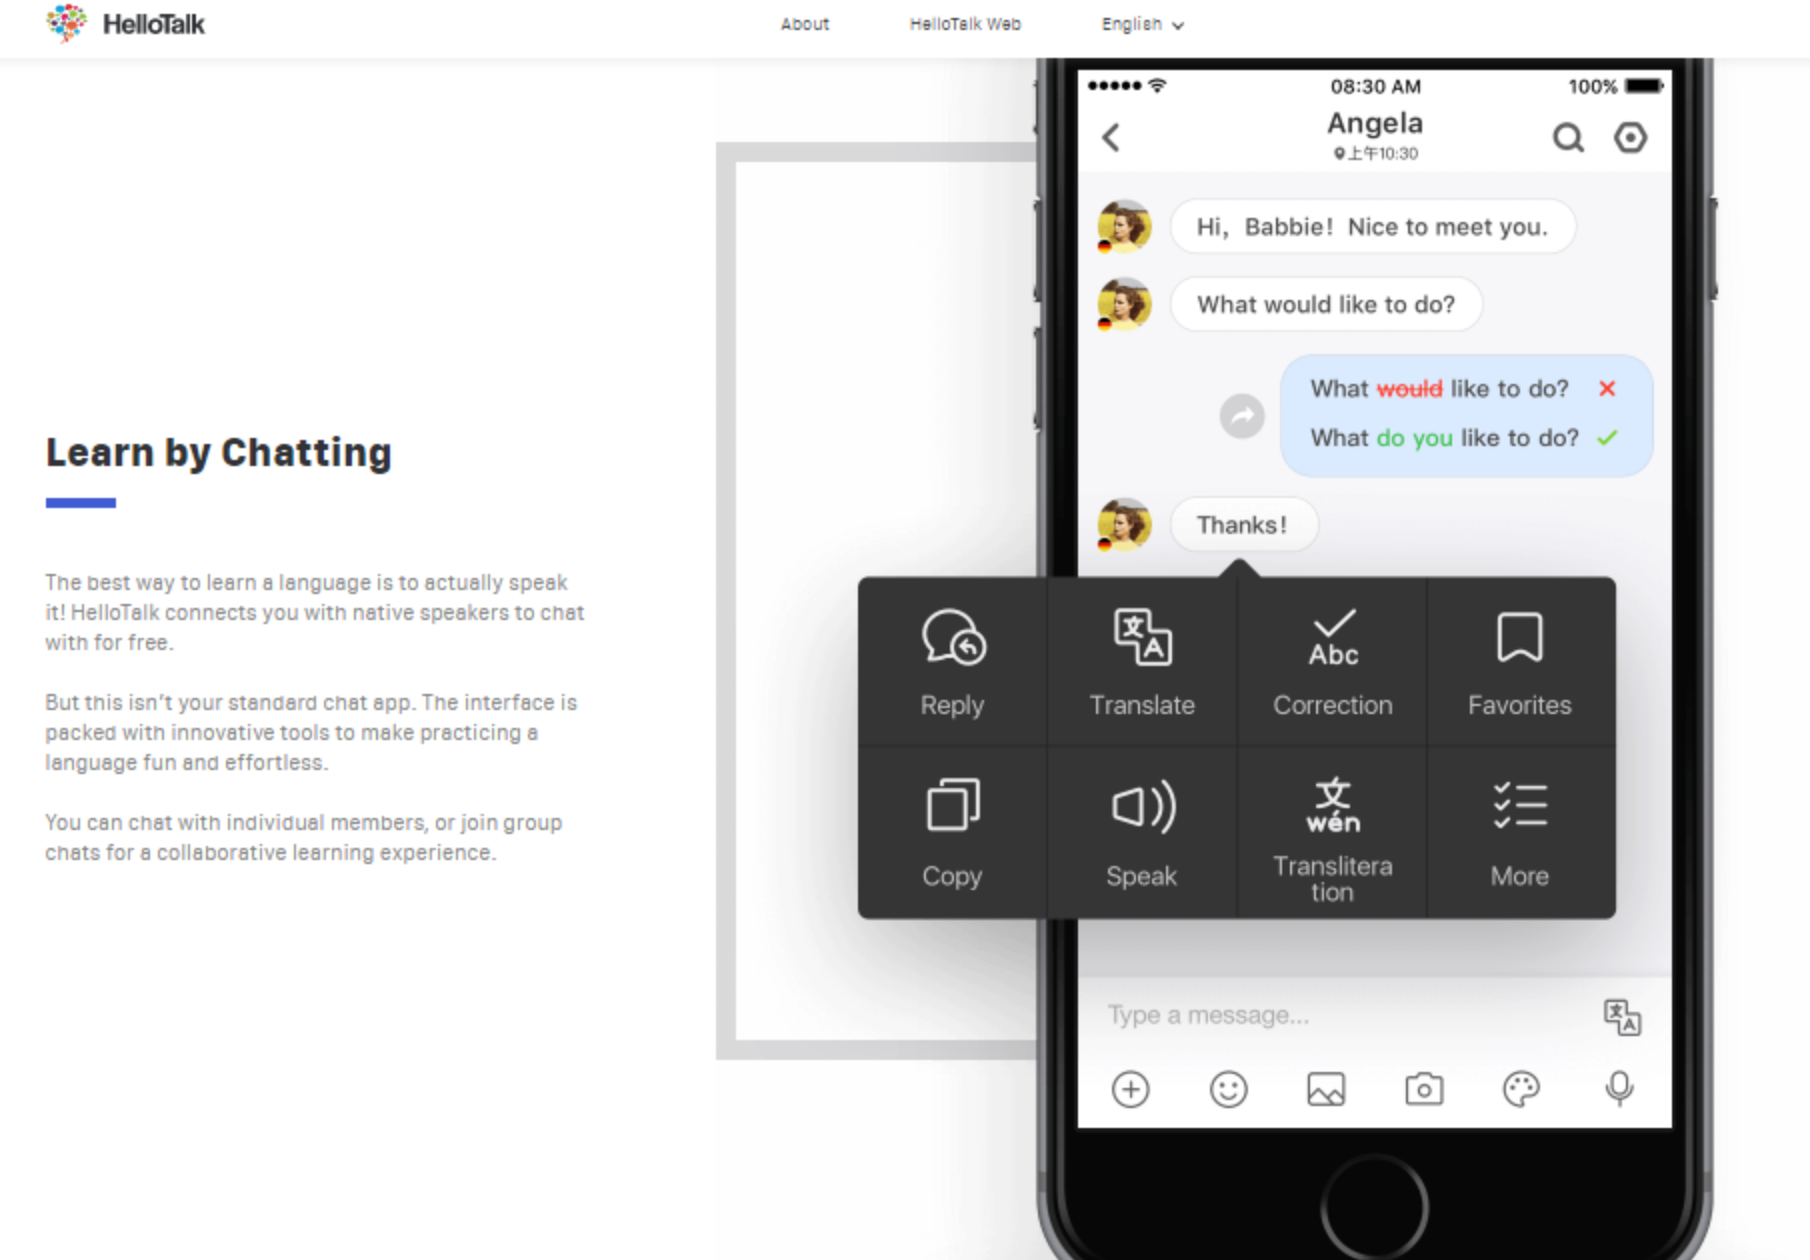 HelloTalk
About
HelloTalk Web
English
08:30 AM
100%
Angela
上午10:30
Hi, Babbie! Nice to meet you.
What would like to do?
What would like to do?
What do you like to do?
Thanks!
Learn by Chatting
The best way to learn a language is to actually speak
it! HelloTalk connects you with native speakers to chat
with for free.
But this isn't your standard chat app. The interface is
packed with innovative tools to make practicing a
language fun and effortless.
You can chat with individual members, or join group
chats for a collaborative learning experience.
文
A
Abc
Reply
Translate
Correction
Favorites
文
wén
Copy
Speak
Translitera
tion
More
Type a message...
文
A